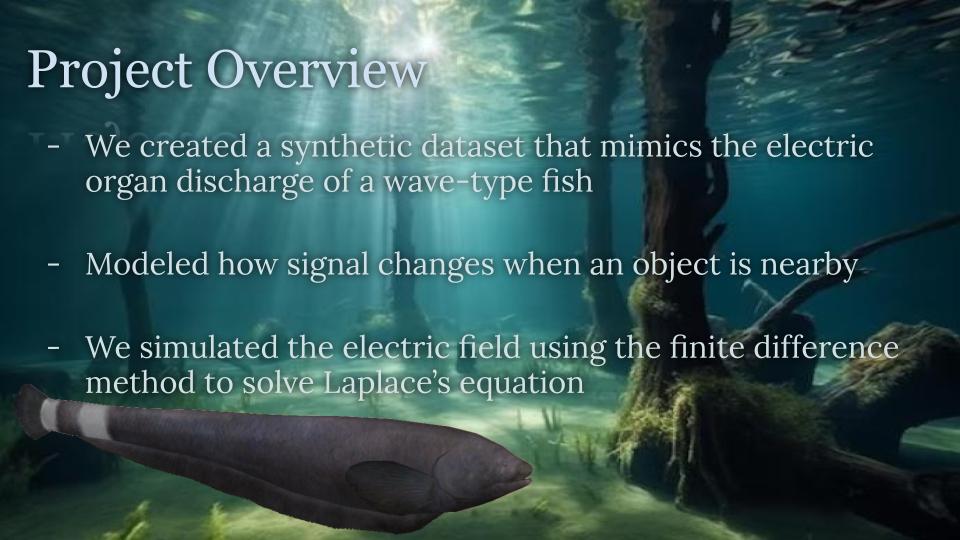 Project Overview
- We created a synthetic dataset that mimics the electric
organ discharge of a wave-type fish
- Modeled how signal changes when an object is nearby
- We simulated the electric field using the finite difference
method to solve Laplace’s equation